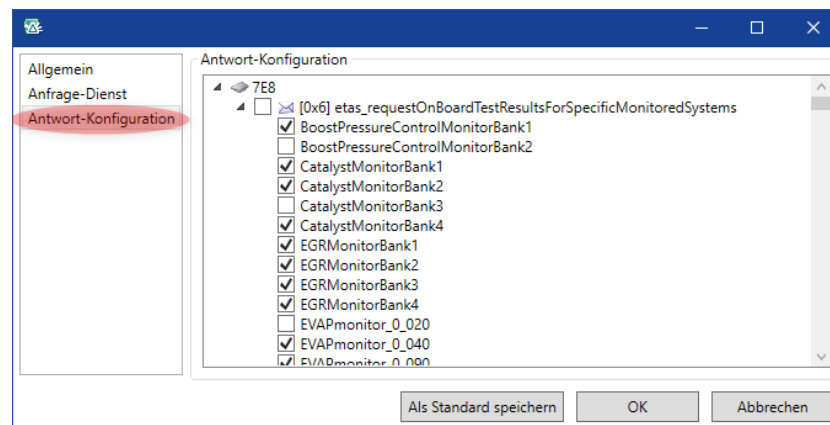 Allgemein
Anfrage-Dienst
Antwort-Konfiguration
Antwort-Konfiguration
7E8
[0x6] etas_requestOnBoardTestResultsForSpecificMonitoredSystems
BoostPressureControlMonitorBank1
BoostPressureControlMonitorBank2
CatalystMonitorBank1
CatalystMonitorBank2
CatalystMonitorBank3
CatalystMonitorBank4
EGRMonitorBank1
EGRMonitorBank2
EGRMonitorBank3
EGRMonitorBank4
EVAPmonitor_0_020
EVAPmonitor_0_040
EVAPmonitor_0_090
Als Standard speichern
OK
Abbrechen